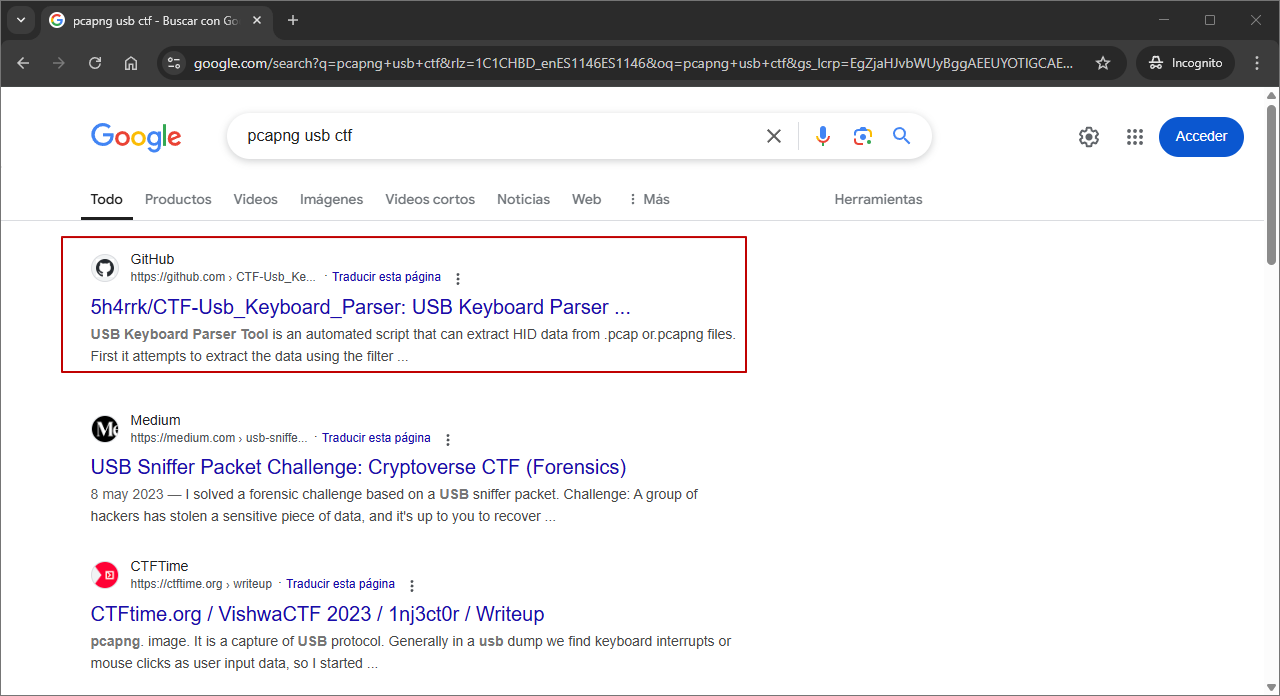 pcapng usb ctf - Buscar con Go
google.com/search?q=pcapng+usb+ctf&rlz=1C1CHBD_enES1146ES1146&oq=pcapng+usb+ctf&gs_lcrp=EgZjaHJvbWUyBggAEEUYOTIGCAE...
Incognito
Google
pcapng usb ctf
Acceder
Todo Productos Videos Imágenes Videos cortos Noticias Web Más Herramientas
GitHub
https://github.com › CTF-Usb_Ke... · Traducir esta página
5h4rrk/CTF-Usb_Keyboard_Parser: USB Keyboard Parser ...
USB Keyboard Parser Tool is an automated script that can extract HID data from .pcap or.pcapng files.
First it attempts to extract the data using the filter ...
Medium
https://medium.com › usb-sniffe... · Traducir esta página
USB Sniffer Packet Challenge: Cryptoverse CTF (Forensics)
8 may 2023 — I solved a forensic challenge based on a USB sniffer packet. Challenge: A group of
hackers has stolen a sensitive piece of data, and it's up to you to recover ...
CTFTime
https://ctftime.org › writeup · Traducir esta página
CTFtime.org / VishwaCTF 2023 / 1nj3ct0r / Writeup
pcapng. image. It is a capture of USB protocol. Generally in a usb dump we find keyboard interrupts or
mouse clicks as user input data, so I started ...